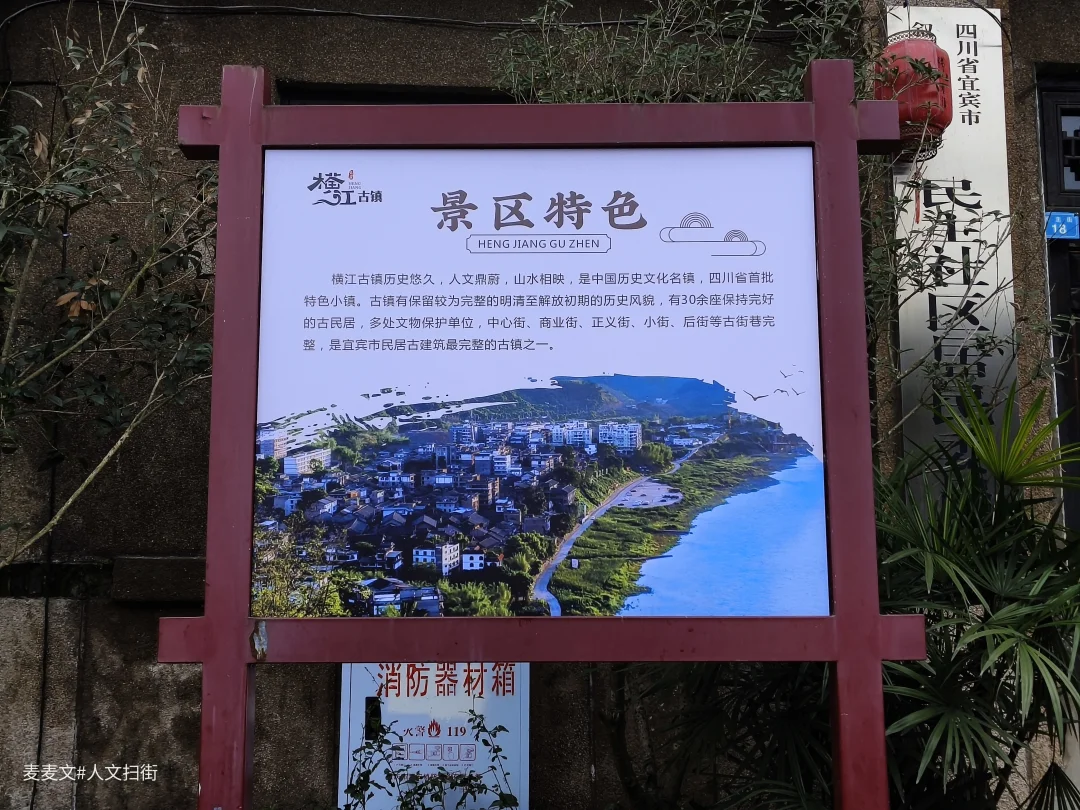 横江古镇
HENG JIANG
景区特色
HENG JIANG GU ZHEN
横江古镇历史悠久，人文鼎蔚，山水相映，是中国历史文化名镇，四川省首批
特色小镇。古镇有保留较为完整的明清至解放初期的历史风貌，有30余座保持完好
的古民居，多处文物保护单位，中心街、商业街、正义街、小街、后街等古街巷完
整，是宜宾市民居古建筑最完整的古镇之一。
四川省宜宾市
民主社区居
18
消防器材箱
火警 119
麦麦文#人文扫街